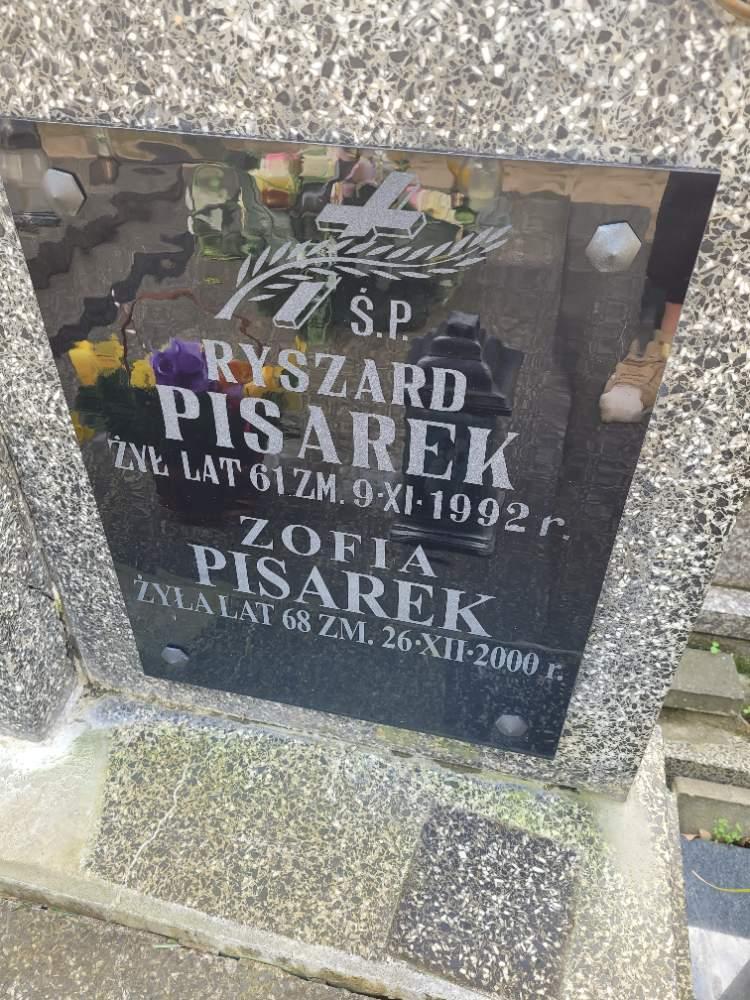 Ś.P.
RYSZARD
PISAREK
ŻYŁ LAT 61 ZM. 9·XI·1992 r.
ZOFIA
PISAREK
ŻYŁA LAT 68 ZM. 26·XII·2000 r.